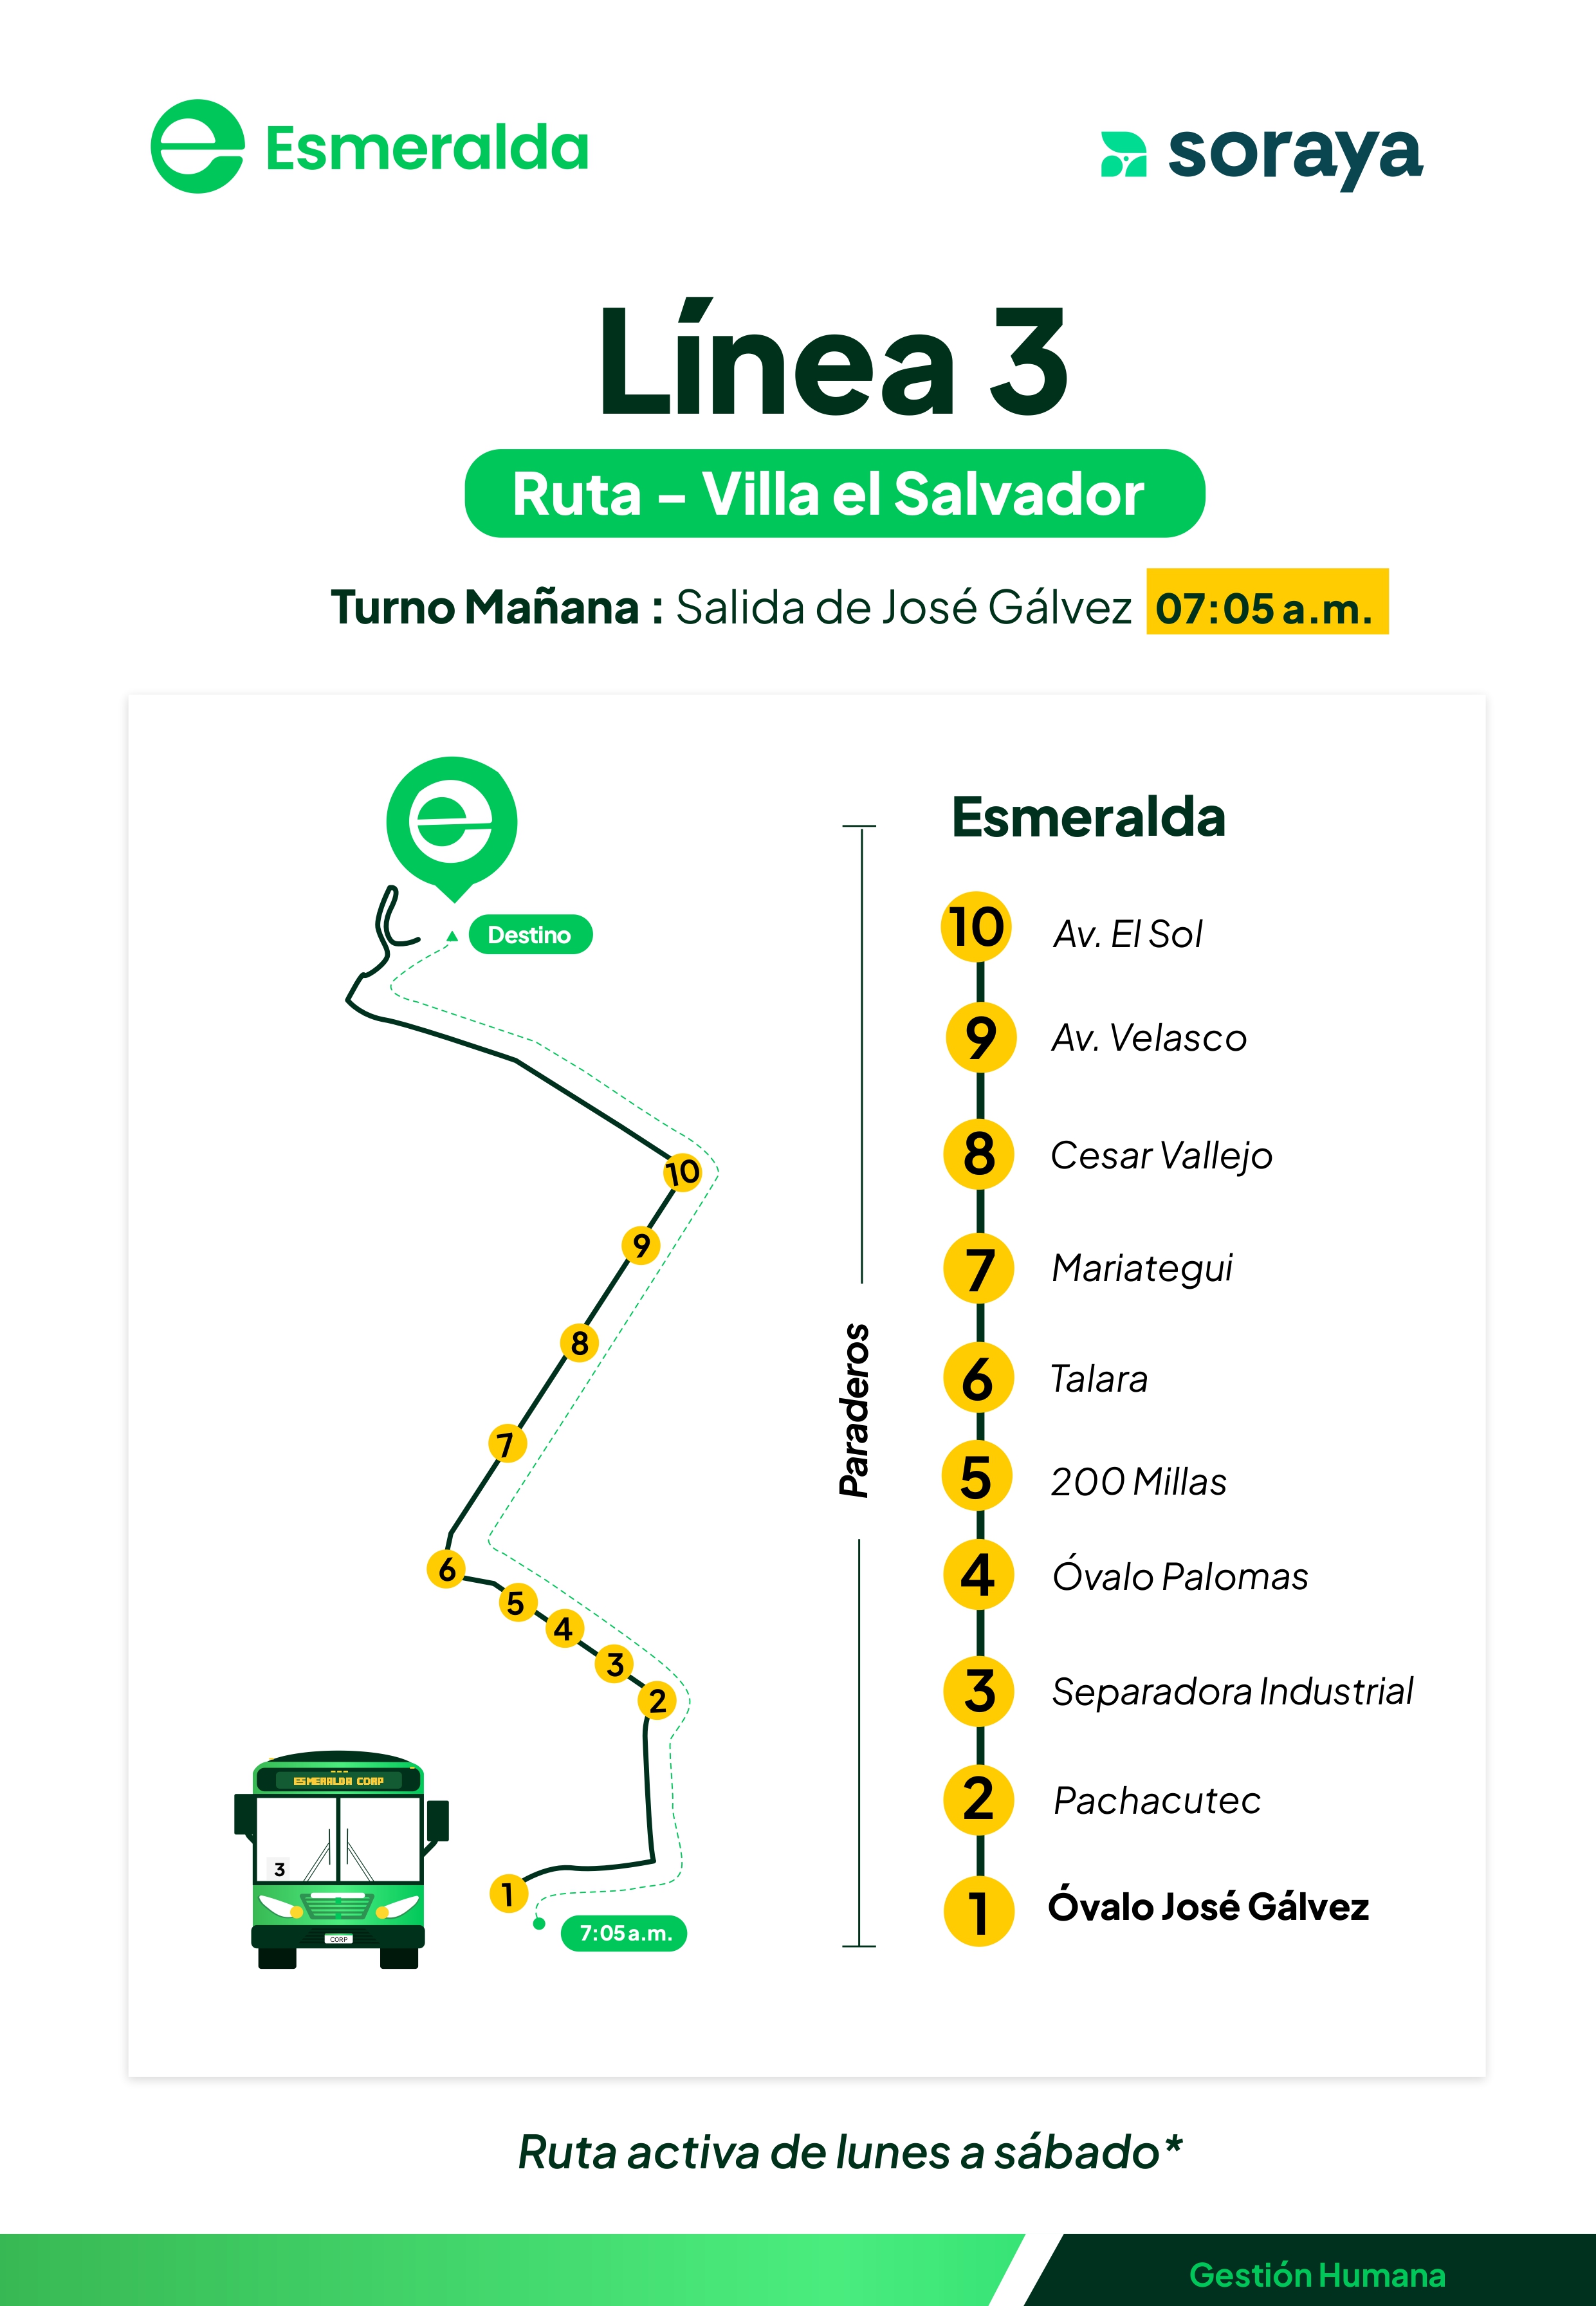 Esmeralda
soraya
Línea 3
Ruta – Villa el Salvador
Turno Mañana : Salida de José Gálvez 07:05 a.m.
Destino
10
9
8
7
6
5
4
3
2
1
7:05 a.m.
ESMERALDA CORP
3
CORP
Paraderos
Esmeralda
10 Av. El Sol
9 Av. Velasco
8 Cesar Vallejo
7 Mariategui
6 Talara
5 200 Millas
4 Óvalo Palomas
3 Separadora Industrial
2 Pachacutec
1 Óvalo José Gálvez
Ruta activa de lunes a sábado*
Gestión Humana